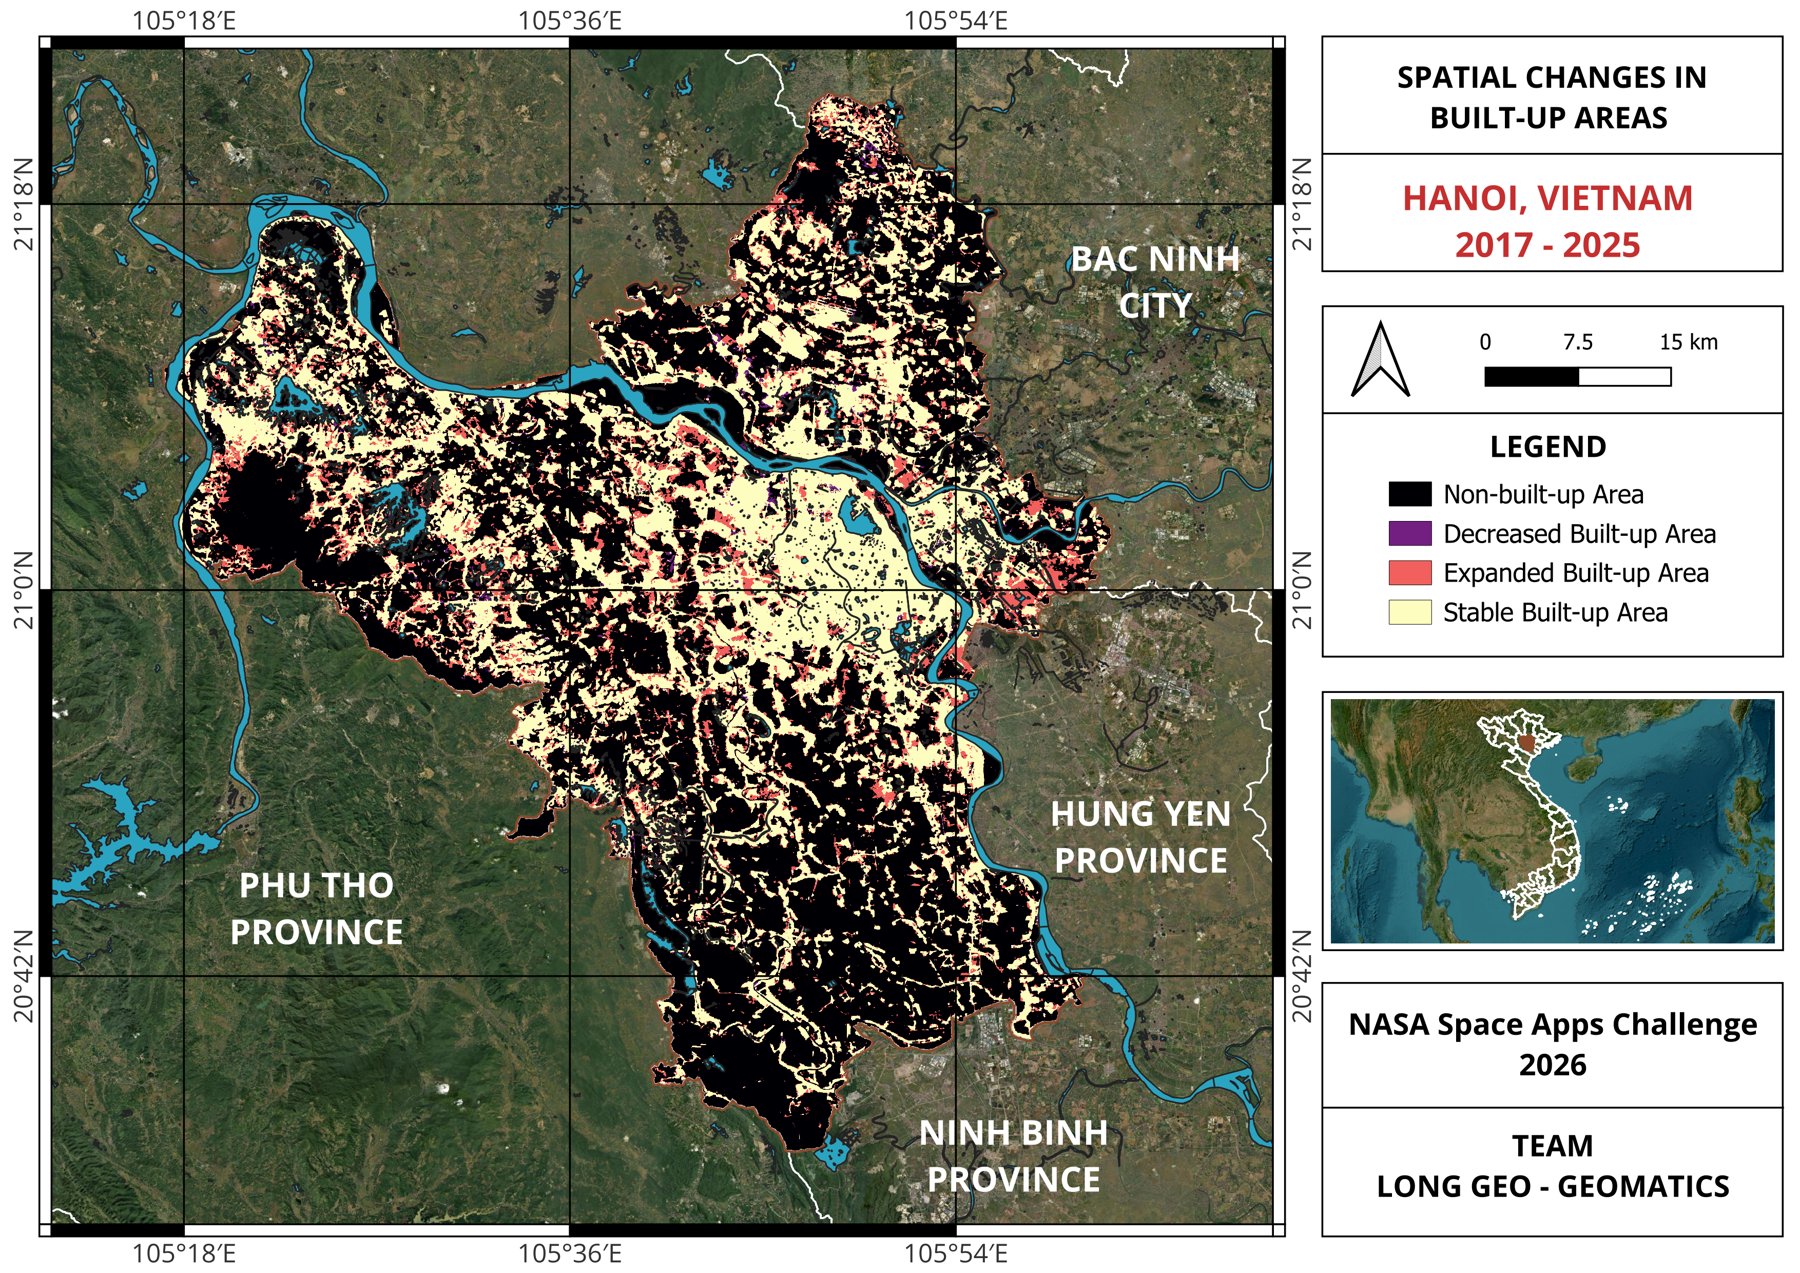 105°18′E
105°36′E
105°54′E
21°18′N
21°0′N
20°42′N
21°18′N
21°0′N
20°42′N
105°18′E
105°36′E
105°54′E
BAC NINH
CITY
HUNG YEN
PROVINCE
PHU THO
PROVINCE
NINH BINH
PROVINCE
SPATIAL CHANGES IN
BUILT-UP AREAS
HANOI, VIETNAM
2017 - 2025
0 7.5 15 km
LEGEND
Non-built-up Area
Decreased Built-up Area
Expanded Built-up Area
Stable Built-up Area
NASA Space Apps Challenge
2026
TEAM
LONG GEO - GEOMATICS